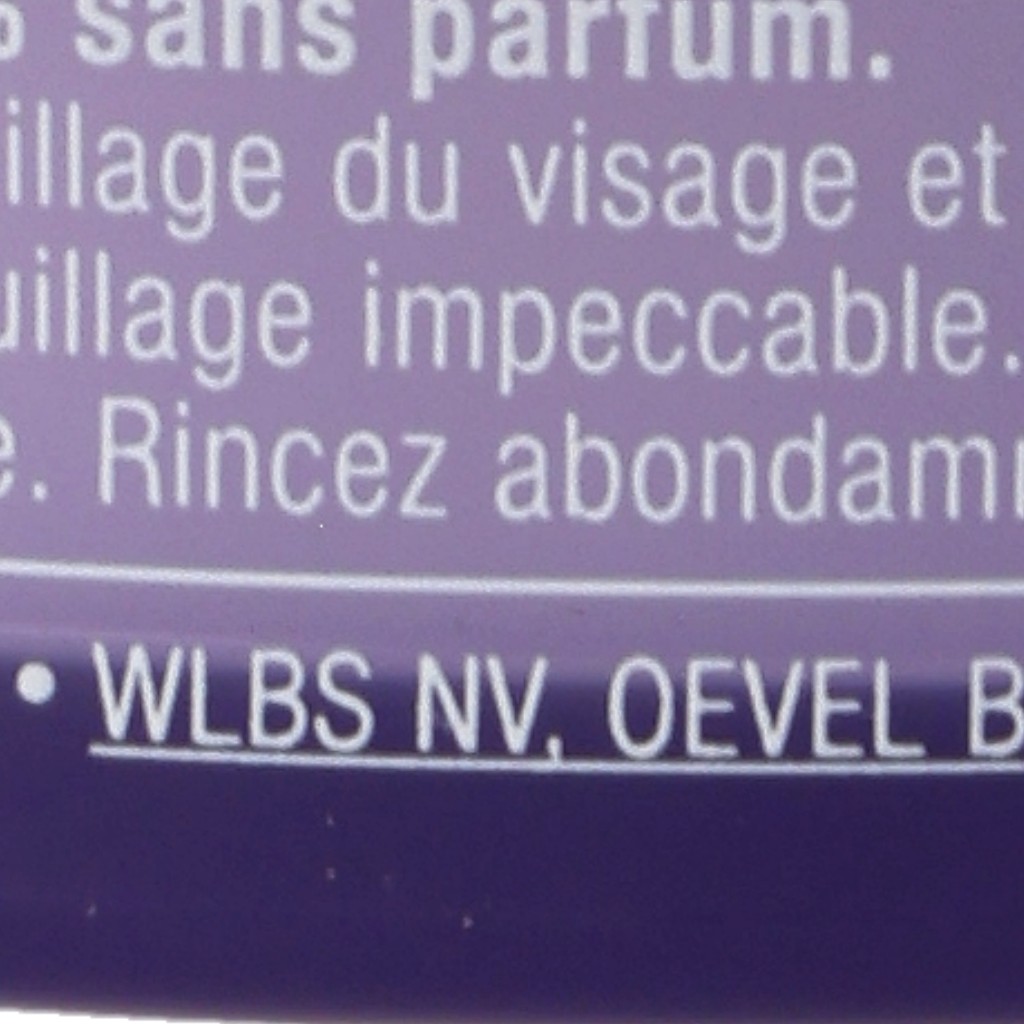 sans parfum.
illage du visage et
uillage impeccable.
e. Rincez abondam
• WLBS NV, OEVEL B